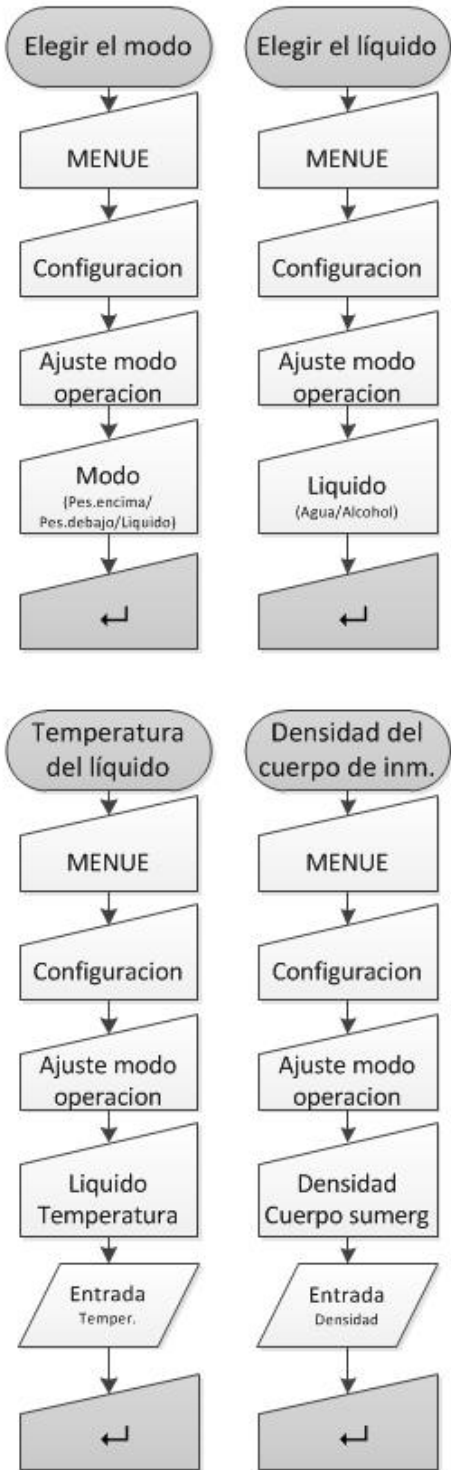 Elegir el modo
MENUE
Configuracion
Ajuste modo
operacion
Modo
(Pes.encima/
Pes.debajo/Liquido)
↵
Elegir el líquido
MENUE
Configuracion
Ajuste modo
operacion
Liquido
(Agua/Alcohol)
↵
Temperatura
del líquido
MENUE
Configuracion
Ajuste modo
operacion
Liquido
Temperatura
Entrada
Temper.
↵
Densidad del
cuerpo de inm.
MENUE
Configuracion
Ajuste modo
operacion
Densidad
Cuerpo sumerg
Entrada
Densidad
↵